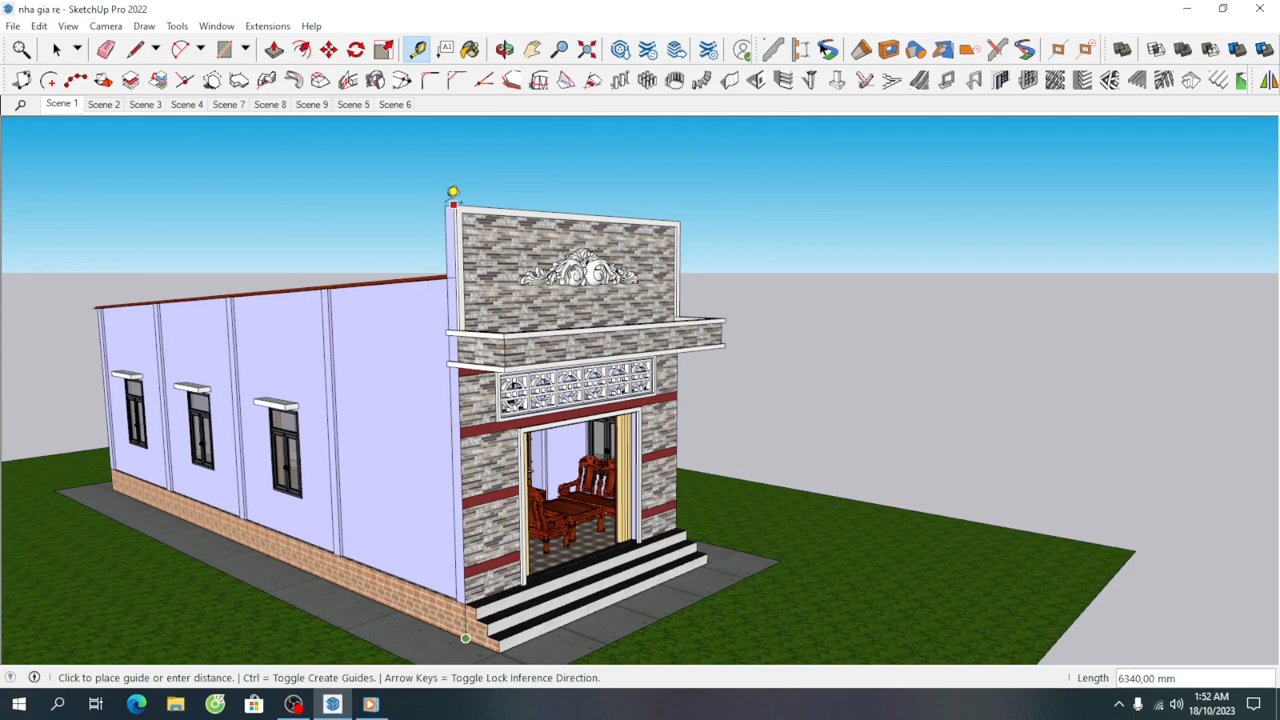 nha gia re - SketchUp Pro 2022
File Edit View Camera Draw Tools Window Extensions Help
Scene 1 Scene 2 Scene 3 Scene 4 Scene 7 Scene 8 Scene 9 Scene 5 Scene 6
Click to place guide or enter distance. | Ctrl = Toggle Create Guides. | Arrow Keys = Toggle Lock Inference Direction. Length 6340,00 mm
1:52 AM
18/10/2023